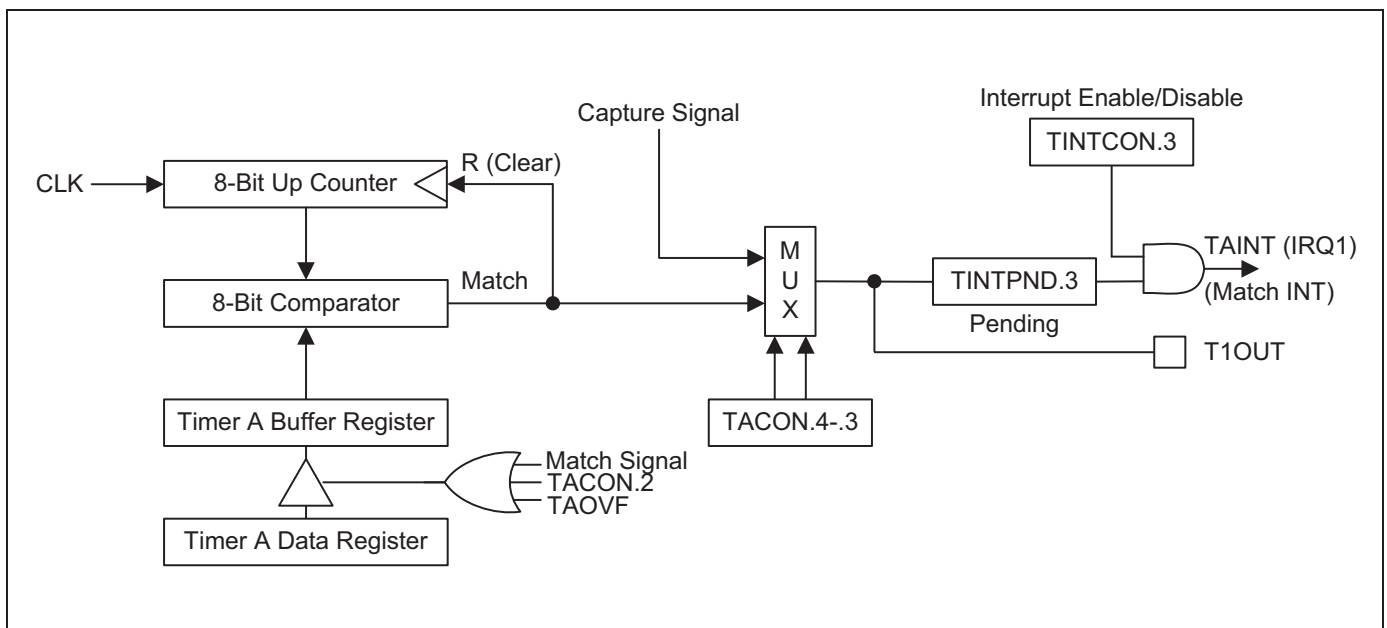 Interrupt Enable/Disable
Capture Signal
TINTCON.3
R (Clear)
CLK
8-Bit Up Counter
M
U
X
TAINT (IRQ1)
Match
8-Bit Comparator
TINTPND.3
(Match INT)
Pending
T1OUT
Timer A Buffer Register
TACON.4-.3
Match Signal
TACON.2
TAOVF
Timer A Data Register